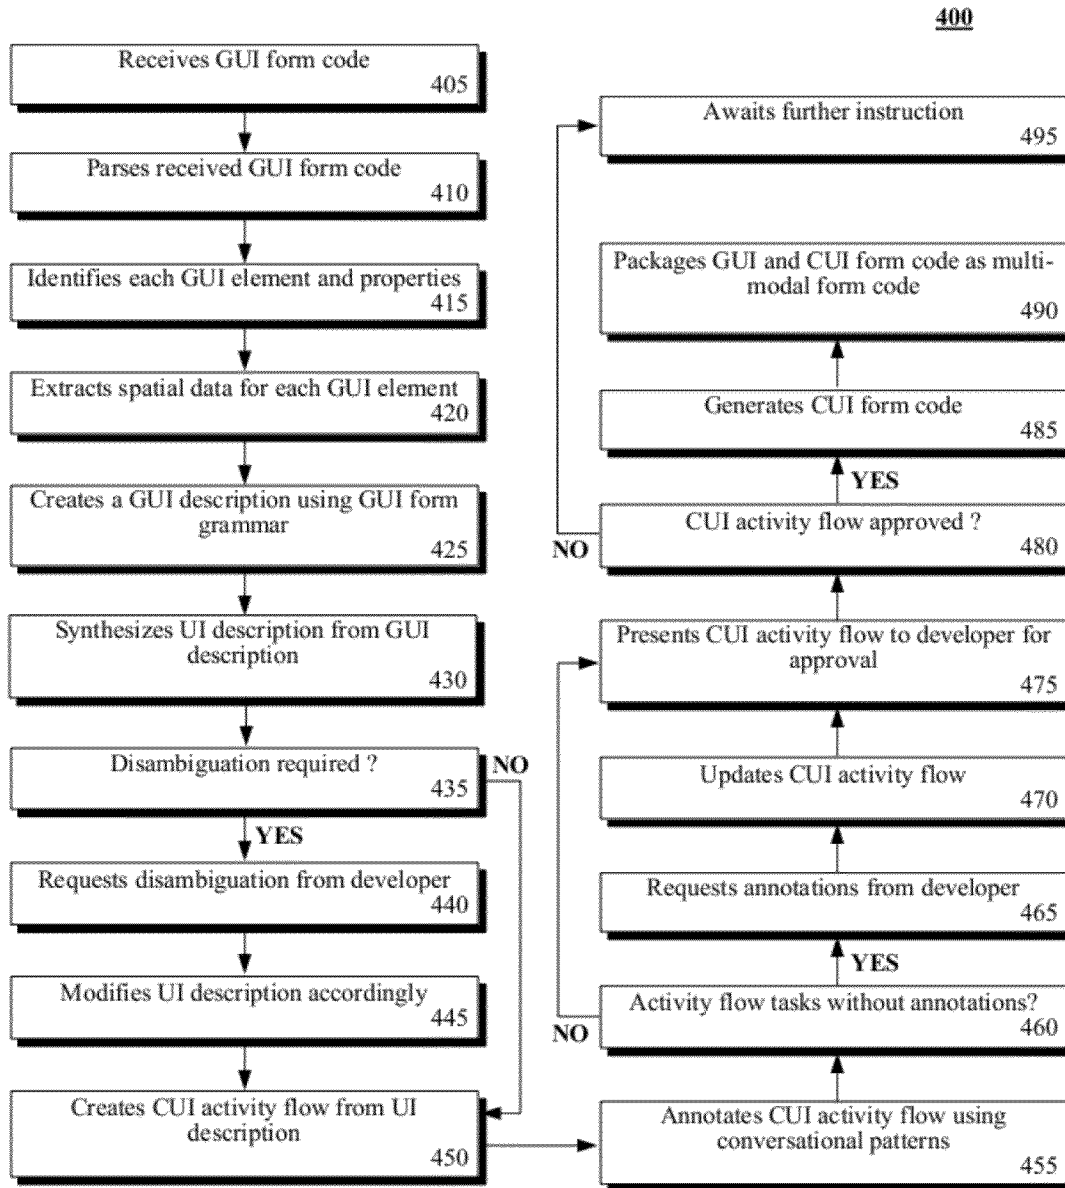 400
Receives GUI form code
405
Parses received GUI form code
410
Identifies each GUI element and properties
415
Extracts spatial data for each GUI element
420
Creates a GUI description using GUI form
grammar
425
Synthesizes UI description from GUI
description
430
Disambiguation required ?
435
NO
YES
Requests disambiguation from developer
440
Modifies UI description accordingly
445
Creates CUI activity flow from UI
description
450
Annotates CUI activity flow using
conversational patterns
455
Activity flow tasks without annotations?
460
NO
YES
Requests annotations from developer
465
Updates CUI activity flow
470
Presents CUI activity flow to developer for
approval
475
CUI activity flow approved ?
480
NO
YES
Generates CUI form code
485
Packages GUI and CUI form code as multi-
modal form code
490
Awaits further instruction
495